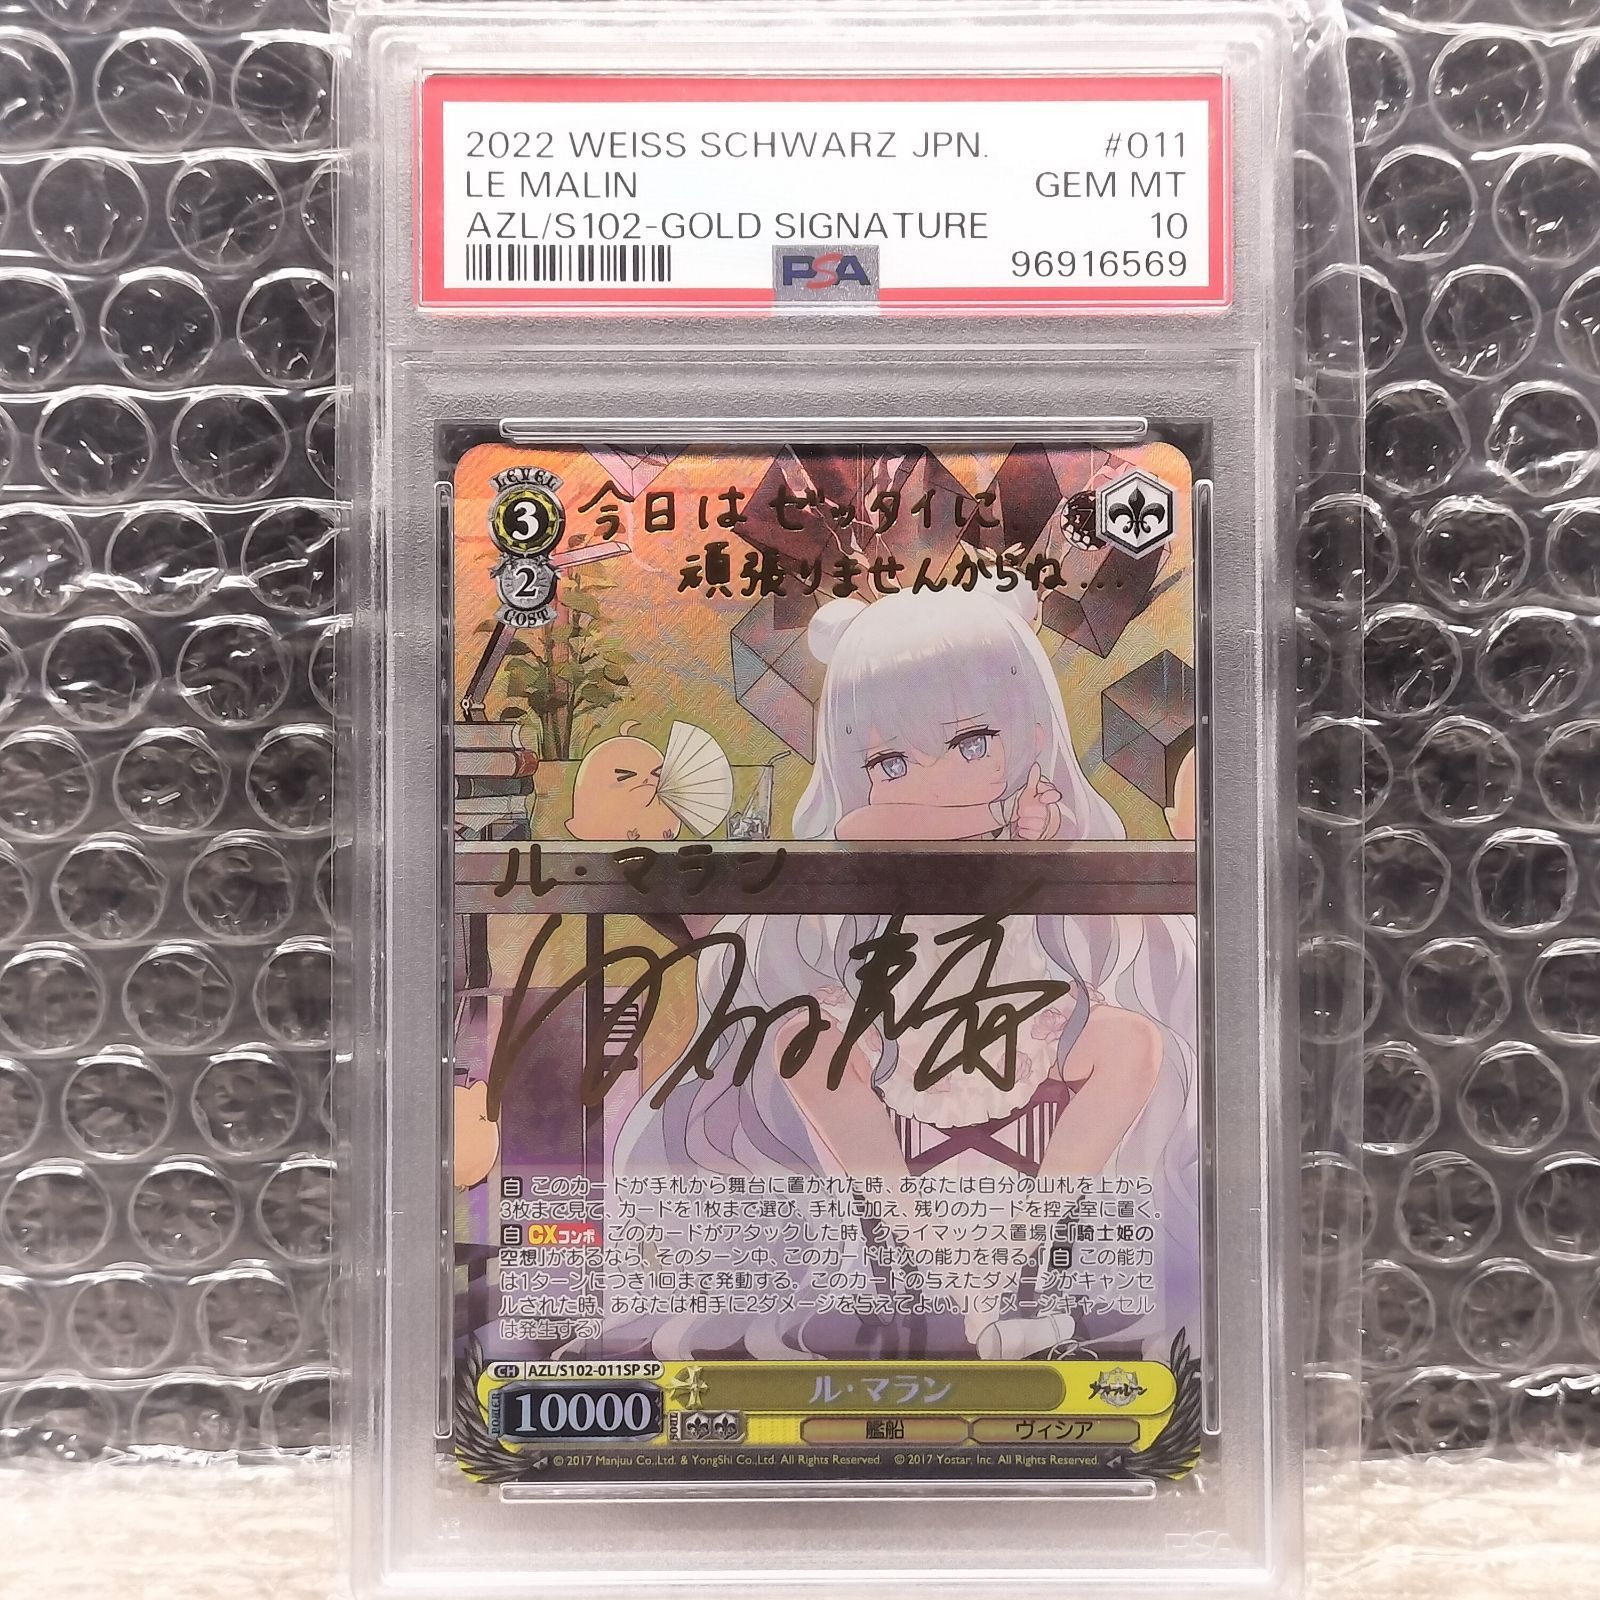 2022 WEISS SCHWARZ JPN. #011
LE MALIN GEM MT
AZL/S102-GOLD SIGNATURE 10
PSA 96916569
LEVEL
3
2
COST
今日はゼッタイに
頑張りませんからね...
ル・マラン
自 このカードが手札から舞台に置かれた時、あなたは自分の山札を上から
3枚まで見て、カードを1枚まで選び、手札に加え、残りのカードを控え室に置く。
自 CXコンボ このカードがアタックした時、クライマックス置場に「騎士姫の
空想」があるなら、そのターン中、このカードは次の能力を得る。『自 この能力
は1ターンにつき1回まで発動する。このカードの与えたダメージがキャンセ
ルされた時、あなたは相手に2ダメージを与えてよい。』(ダメージキャンセル
は発生する)
CH AZL/S102-011SP SP
ル・マラン
アズールレーン
POWER 10000 SOUL
艦船 ヴィシア
© 2017 Manjuu Co.,Ltd. & YongShi Co.,Ltd. All Rights Reserved. © 2017 Yostar, Inc. All Rights Reserved.
PSA